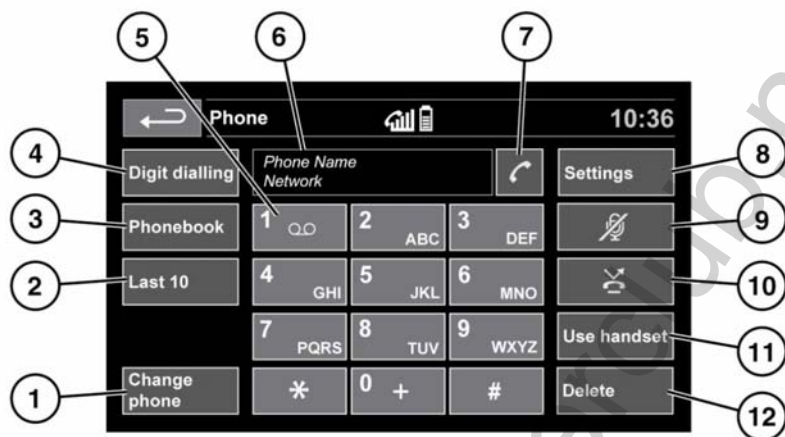 5
6
7
Phone
10:36
4
Digit dialling
Phone Name
Network
Settings
8
3
Phonebook
1
2 ABC
3 DEF
9
2
Last 10
4 GHI
5 JKL
6 MNO
10
7 PQRS
8 TUV
9 WXYZ
Use handset
11
1
Change
phone
*
0 +
#
Delete
12